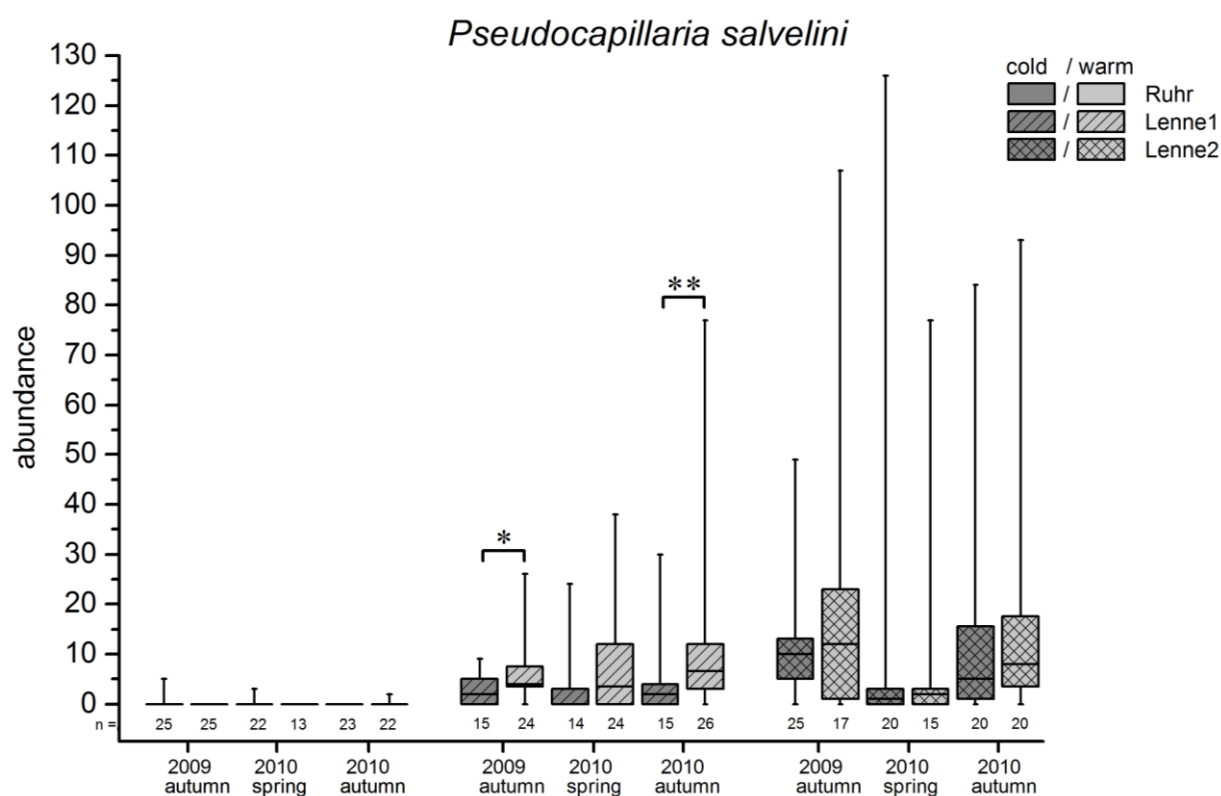 Pseudocapillaria salvelini
cold / warm
/ Ruhr
/ Lenne1
/ Lenne2
abundance
130
120
110
100
90
80
70
60
50
40
30
20
10
0
**
*
n = 25 25 22 13 23 22 15 24 14 24 15 26 25 17 20 15 20 20
2009 2010 2010 2009 2010 2010 2009 2010 2010
autumn spring autumn autumn spring autumn autumn spring autumn